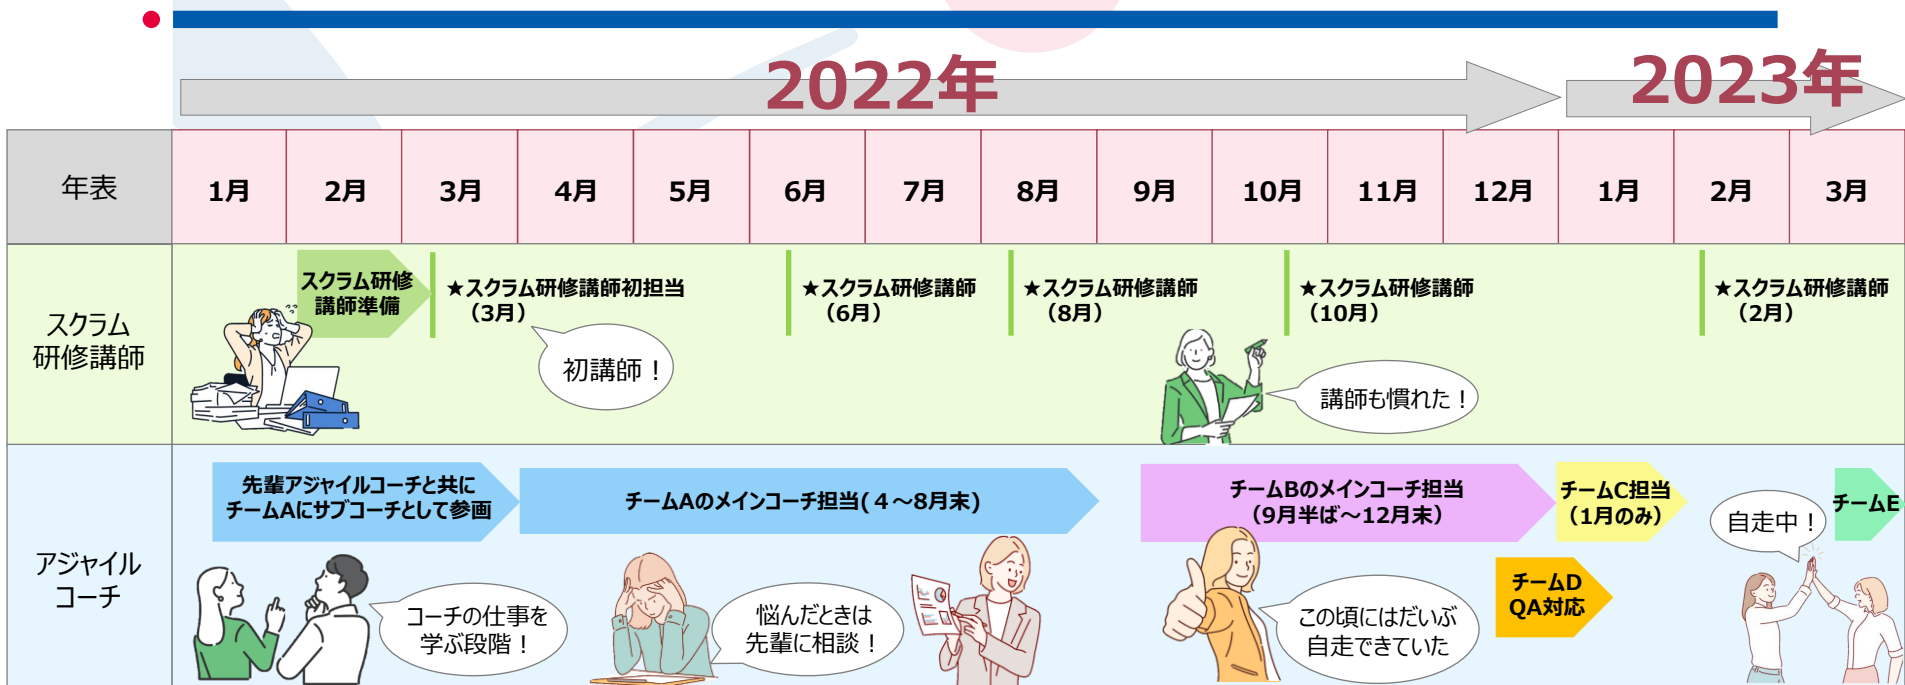 2022年
2023年
年表
1月
2月
3月
4月
5月
6月
7月
8月
9月
10月
11月
12月
1月
2月
3月
スクラム
研修講師
スクラム研修
講師準備
★スクラム研修講師初担当
（3月）
初講師！
★スクラム研修講師
（6月）
★スクラム研修講師
（8月）
講師も慣れた！
★スクラム研修講師
（10月）
★スクラム研修講師
（2月）
アジャイル
コーチ
先輩アジャイルコーチと共に
チームAにサブコーチとして参画
コーチの仕事を
学ぶ段階！
チームAのメインコーチ担当(４～8月末)
悩んだときは
先輩に相談！
チームBのメインコーチ担当
（9月半ば～12月末）
この頃にはだいぶ
自走できていた
チームC担当
（1月のみ）
チームD
QA対応
自走中！
チームE